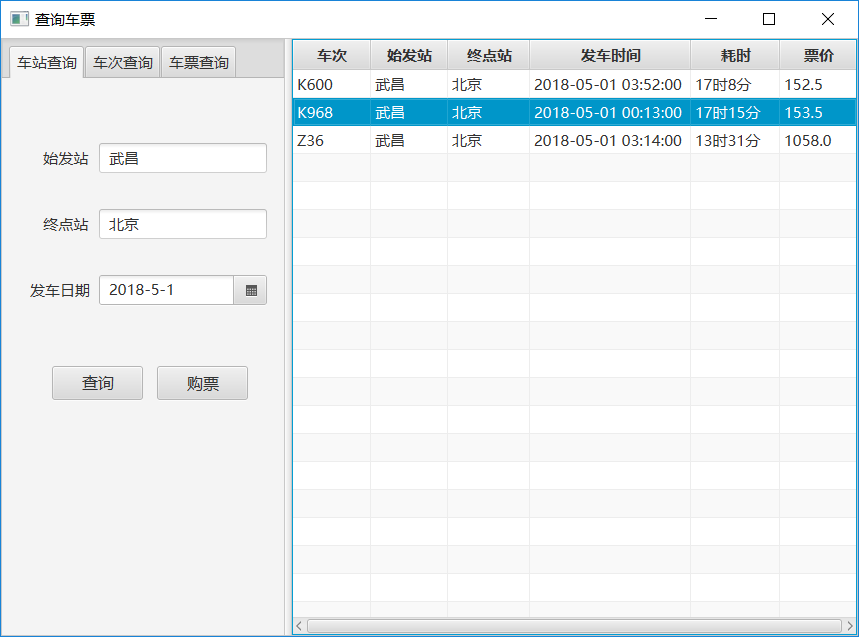 查询车票
车站查询 车次查询 车票查询
始发站 武昌
终点站 北京
发车日期 2018-5-1
查询 购票
车次 始发站 终点站 发车时间 耗时 票价
K600 武昌 北京 2018-05-01 03:52:00 17时8分 152.5
K968 武昌 北京 2018-05-01 00:13:00 17时15分 153.5
Z36 武昌 北京 2018-05-01 03:14:00 13时31分 1058.0